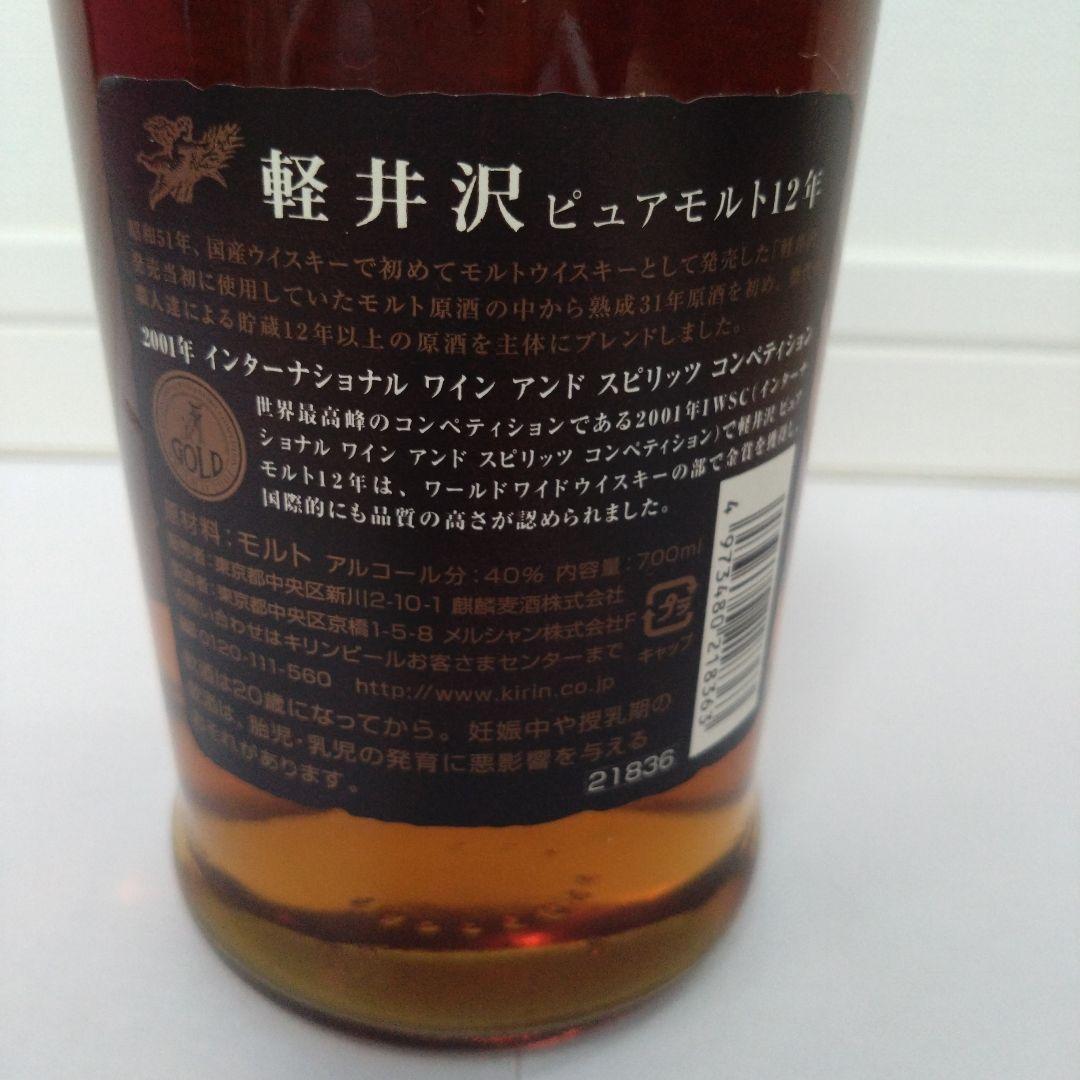 軽井沢 ピュアモルト12年
昭和51年、国産ウイスキーで初めてモルトウイスキーとして発売した「軽井沢
発売当初に使用していたモルト原酒の中から熟成31年原酒を初め、
職人達による貯蔵12年以上の原酒を主体にブレンドしました。
2001年 インターナショナル ワイン アンド スピリッツ コンペティション
世界最高峰のコンペティションである2001年IWSC(インターナ
ショナル ワイン アンド スピリッツ コンペティション)で軽井沢 ピュア
モルト12年は、ワールドワイドウイスキーの部で金賞を獲得し、
国際的にも品質の高さが認められました。
GOLD
原材料:モルト アルコール分:40% 内容量:700ml
東京都中央区新川2-10-1 麒麟麦酒株式会社
製造者:東京都中央区京橋1-5-8 メルシャン株式会社F
お問い合わせはキリンビールお客さまセンターまで
0120-111-560 http://www.kirin.co.jp
飲酒は20歳になってから。妊娠中や授乳期の
飲酒は、胎児・乳児の発育に悪影響を与える
おそれがあります。
プラ
キャップ
4 973480 218363
21836